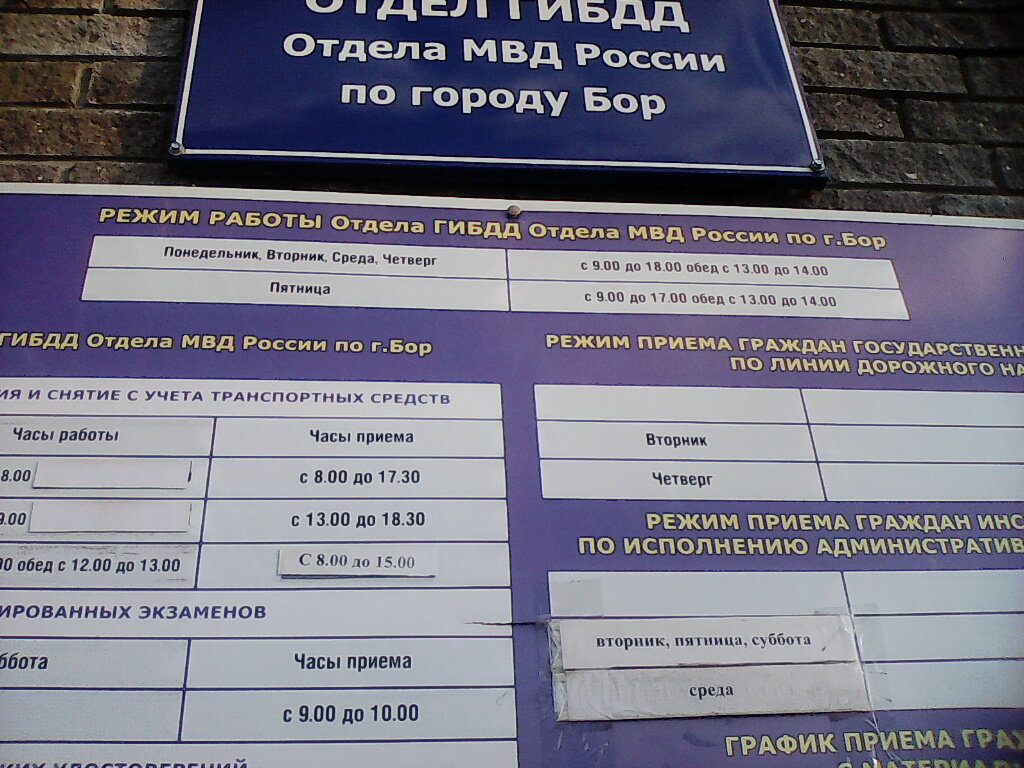 ОТДЕЛ ГИБДД
Отдела МВД России
по городу Бор
РЕЖИМ РАБОТЫ Отдела ГИБДД Отдела МВД России по г.Бор
Понедельник, Вторник, Среда, Четверг с 9.00 до 18.00 обед с 13.00 до 14.00
Пятница с 9.00 до 17.00 обед с 13.00 до 14.00
ГИБДД Отдела МВД России по г.Бор
И СНЯТИЕ С УЧЕТА ТРАНСПОРТНЫХ СРЕДСТВ
Часы работы Часы приема
8.00 с 8.00 до 17.30
9.00 с 13.00 до 18.30
обед с 12.00 до 13.00 С 8.00 до 15.00
ЭКЗАМЕНОВ
Часы приема
с 9.00 до 10.00
РЕЖИМ ПРИЕМА ГРАЖДАН
ПО ЛИНИИ ДОРОЖНОГО
Вторник
Четверг
РЕЖИМ ПРИЕМА ГРАЖДАН
ПО ИСПОЛНЕНИЮ
вторник, пятница, суббота
среда
ГРАФИК ПРИЕМА